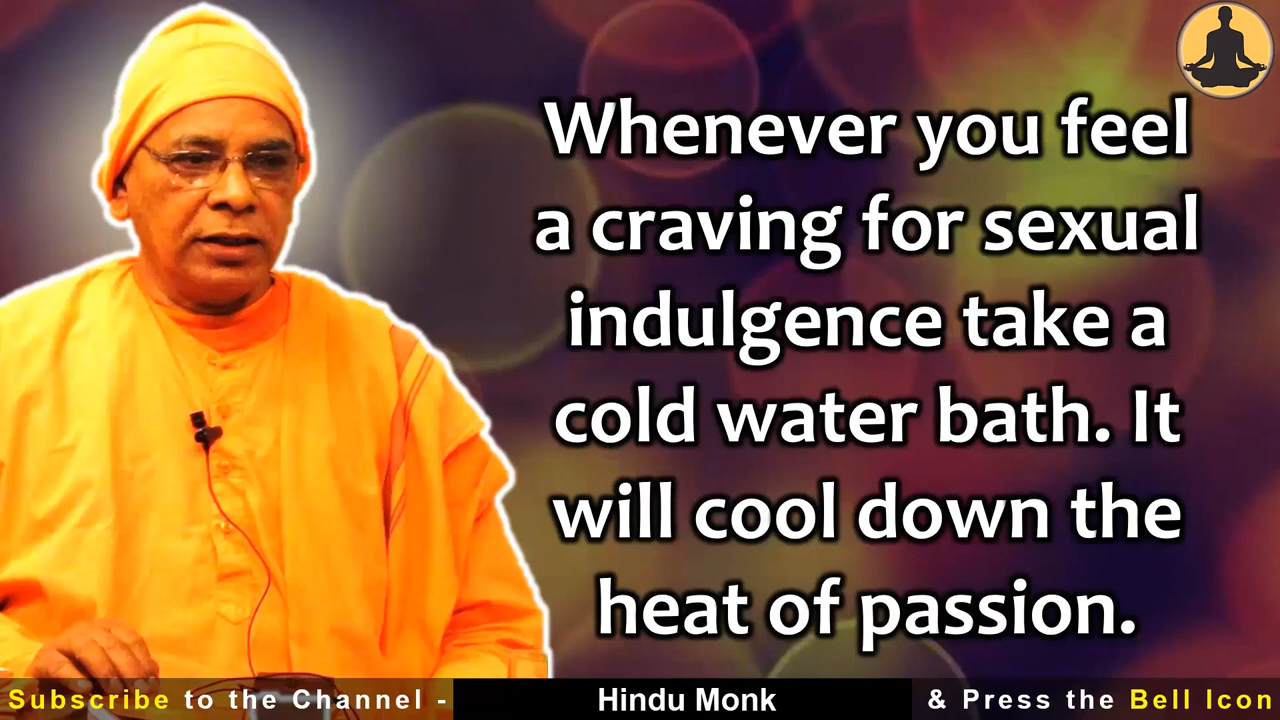 Whenever you feel
a craving for sexual
indulgence take a
cold water bath. It
will cool down the
heat of passion.
Subscribe to the Channel - Hindu Monk & Press the Bell Icon